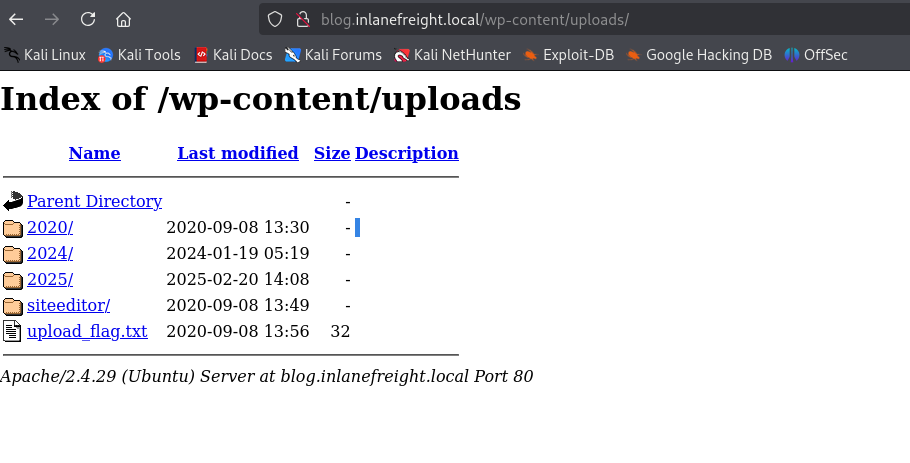 blog.inlanefreight.local/wp-content/uploads/
Kali Linux Kali Tools Kali Docs Kali Forums Kali NetHunter Exploit-DB Google Hacking DB OffSec
Index of /wp-content/uploads
Name Last modified Size Description
Parent Directory -
2020/ 2020-09-08 13:30 -
2024/ 2024-01-19 05:19 -
2025/ 2025-02-20 14:08 -
siteeditor/ 2020-09-08 13:49 -
upload_flag.txt 2020-09-08 13:56 32
Apache/2.4.29 (Ubuntu) Server at blog.inlanefreight.local Port 80